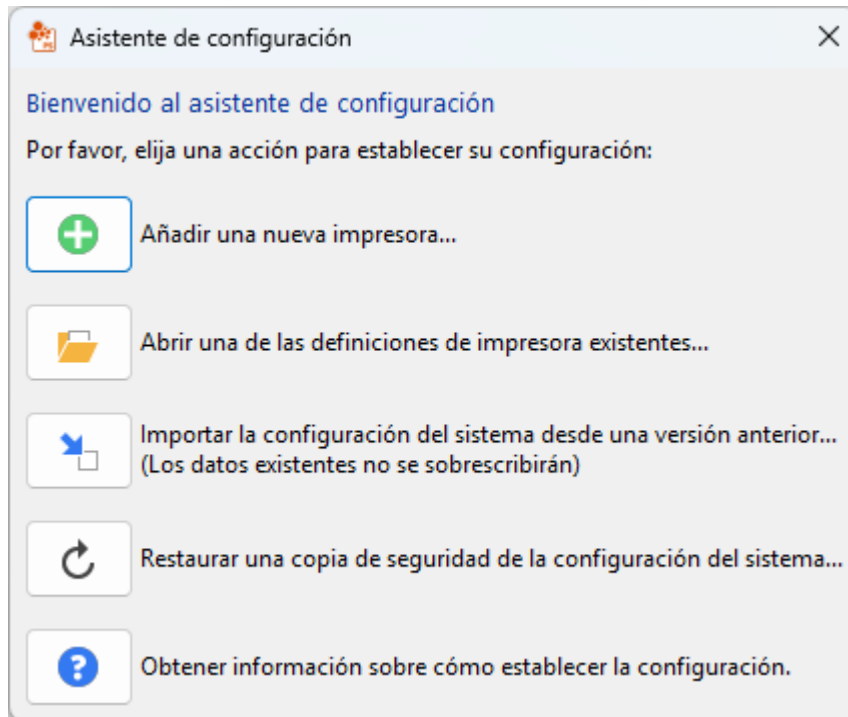 Asistente de configuración
Bienvenido al asistente de configuración
Por favor, elija una acción para establecer su configuración:
Añadir una nueva impresora...
Abrir una de las definiciones de impresora existentes...
Importar la configuración del sistema desde una versión anterior...
(Los datos existentes no se sobrescribirán)
Restaurar una copia de seguridad de la configuración del sistema...
Obtener información sobre cómo establecer la configuración.